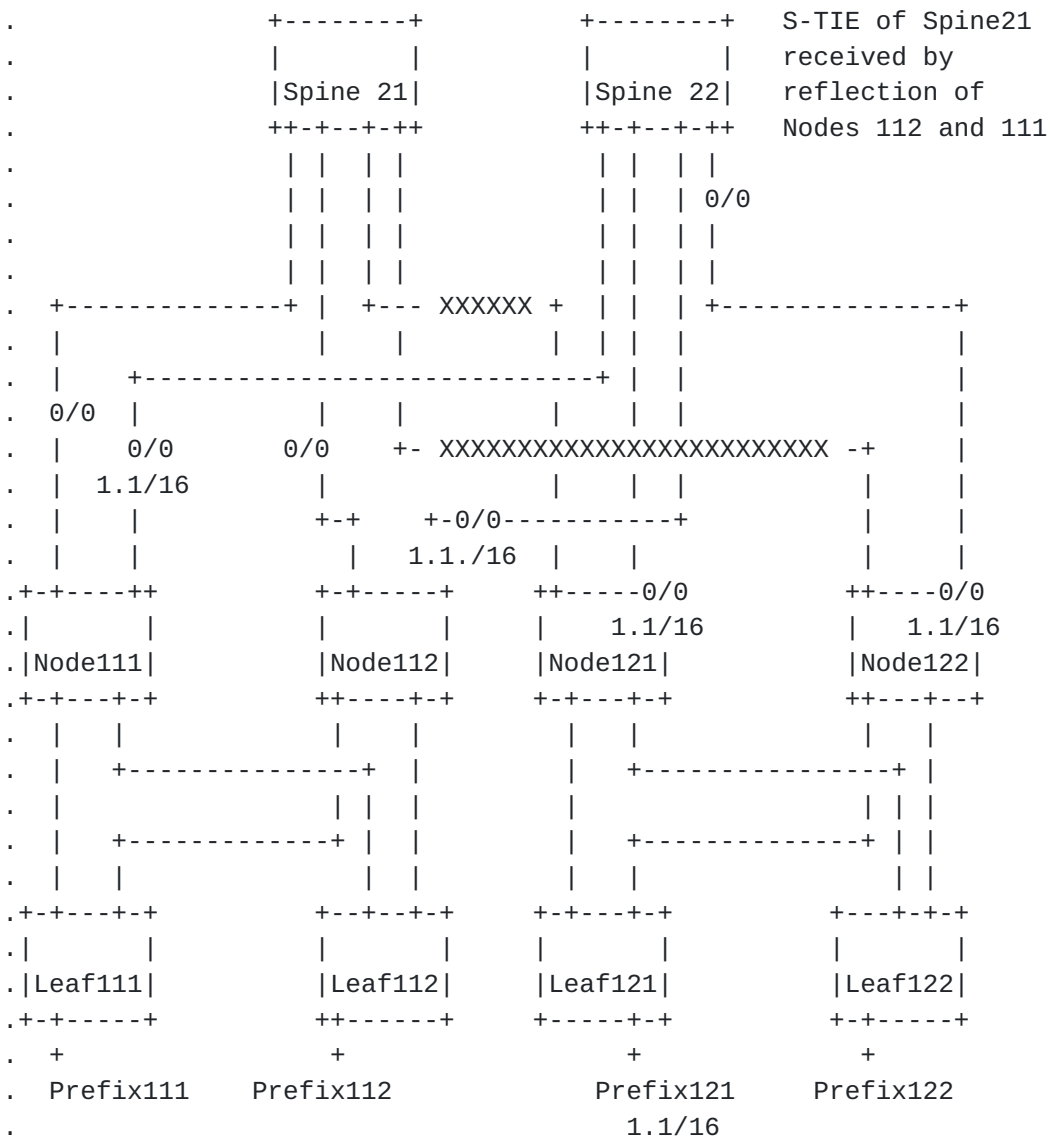 .                +--------+          +--------+   S-TIE of Spine21
.                |        |          |        |   received by
.                |Spine 21|          |Spine 22|   reflection of
.                ++-+--+-++          ++-+--+-++   Nodes 112 and 111
.                 | |  | |            | |  | |
.                 | |  | |            | |  | 0/0
.                 | |  | |            | |  | |
.                 | |  | |            | |  | |
.  +--------------+ |  +--- XXXXXX +  | |  | +---------------+
.  |                |    |         |  | |  |                 |
.  |    +-----------------------------+ |  |                 |
.  0/0  |           |    |         |    |  |                 |
.  |    0/0       0/0    +- XXXXXXXXXXXXXXXXXXXXXXXXX -+     |
.  |  1.1/16        |              |    |  |           |     |
.  |    |           +-+    +-0/0-----------+           |     |
.  |    |             |   1.1./16  |    |              |     |
.+-+----++          +-+-----+     ++-----0/0          ++----0/0
.|       |          |       |     |    1.1/16         |   1.1/16
.|Node111|          |Node112|     |Node121|           |Node122|
.+-+---+-+          ++----+-+     +-+---+-+           ++---+--+
.  |   |             |    |         |   |              |   |
.  |   +---------------+  |         |   +----------------+ |
.  |                 | |  |         |                  | | |
.  |   +-------------+ |  |         |   +--------------+ | |
.  |   |               |  |         |   |                | |
.+-+---+-+          +--+--+-+     +-+---+-+          +---+-+-+
.|       |          |       |     |       |          |       |
.|Leaf111|          |Leaf112|     |Leaf121|          |Leaf122|
.+-+-----+          ++------+     +-----+-+          +-+-----+
.  +                 +                  +              +
.  Prefix111    Prefix112             Prefix121     Prefix122
.                                       1.1/16